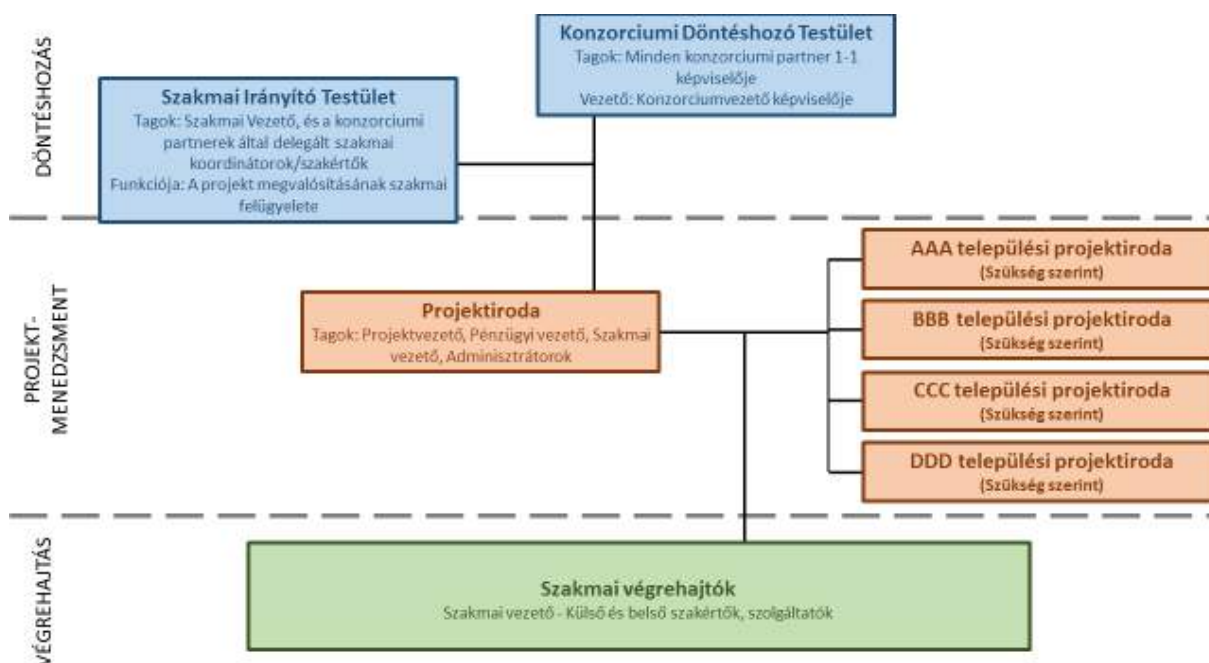 DÖNTÉSHOZÁS
Konzorciumi Döntéshozó Testület
Tagok: Minden konzorciumi partner 1-1
képviselője
Vezető: Konzorciumvezető képviselője
Szakmai Irányító Testület
Tagok: Szakmai Vezető, és a konzorciumi
partnerek által delegált szakmai
koordinátorok/szakértők
Funkciója: A projekt megvalósításának szakmai
felügyelete
PROJEKT-
MENEDZSMENT
Projektiroda
Tagok: Projektvezető, Pénzügyi vezető, Szakmai
vezető, Adminisztrátorok
AAA települési projektiroda
(Szükség szerint)
BBB települési projektiroda
(Szükség szerint)
CCC települési projektiroda
(Szükség szerint)
DDD települési projektiroda
(Szükség szerint)
VÉGREHAJTÁS
Szakmai végrehajtók
Szakmai vezető - Külső és belső szakértők, szolgáltatók